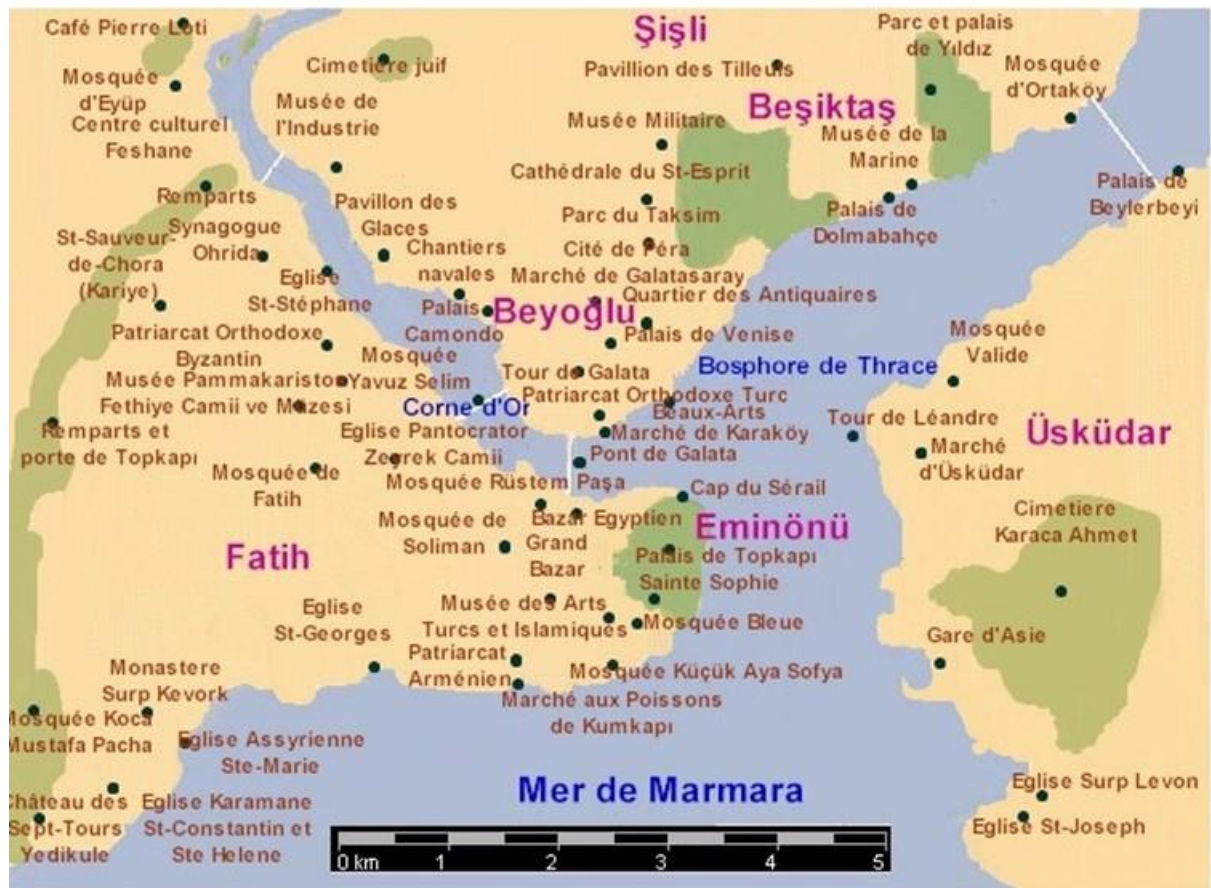 Café Pierre Loti
Şişli
Parc et palais
de Yıldız
Cimetiere juif
Pavillion des Tilleuls
Mosquée
d'Ortaköy
Mosquée
d'Eyüp
Musée de
l'Industrie
Beşiktaş
Centre culturel
Feshane
Musée Militaire
Musée de la
Marine
Cathédrale du St-Esprit
Remparts
Pavillon des
Glaces
Parc du Taksim
Palais de
Dolmabahçe
Palais de
Beylerbeyi
Synagogue
Ohrida
St-Sauveur-
de-Chora
(Kariye)
Chantiers
navales
Cité de Péra
Eglise
St-Stéphane
Marché de Galatasaray
Quartier des Antiquaires
Palais
Camondo
Beyoğlu
Patriarcat Orthodoxe
Byzantin
Palais de Venise
Mosquée
Valide
Mosquée
Yavuz Selim
Tour de Galata
Bosphore de Thrace
Musée Pammakariston
Fethiye Camii ve Müzesi
Patriarcat Orthodoxe Turc
Corne d'Or
Beaux-Arts
Tour de Léandre
Üsküdar
Remparts et
porte de Topkapı
Eglise Pantocrator
Zeyrek Camii
Marché de Karaköy
Marché
d'Üsküdar
Pont de Galata
Mosquée de
Fatih
Mosquée Rüstem Paşa
Cap du Sérail
Mosquée de
Soliman
Bazar Egyptien
Eminönü
Cimetiere
Karaca Ahmet
Fatih
Grand
Bazar
Palais de Topkapı
Sainte Sophie
Eglise
St-Georges
Musée des Arts
Turcs et Islamiques
Mosquée Bleue
Gare d'Asie
Patriarcat
Arménien
Mosquée Küçük Aya Sofya
Monastere
Surp Kevork
Marché aux Poissons
de Kumkapı
Mosquée Koca
Mustafa Pacha
Eglise Assyrienne
Ste-Marie
Mer de Marmara
Eglise Surp Levon
Château des
Sept-Tours
Yedikule
Eglise Karamane
St-Constantin et
Ste Helene
Eglise St-Joseph
0 km 1 2 3 4 5